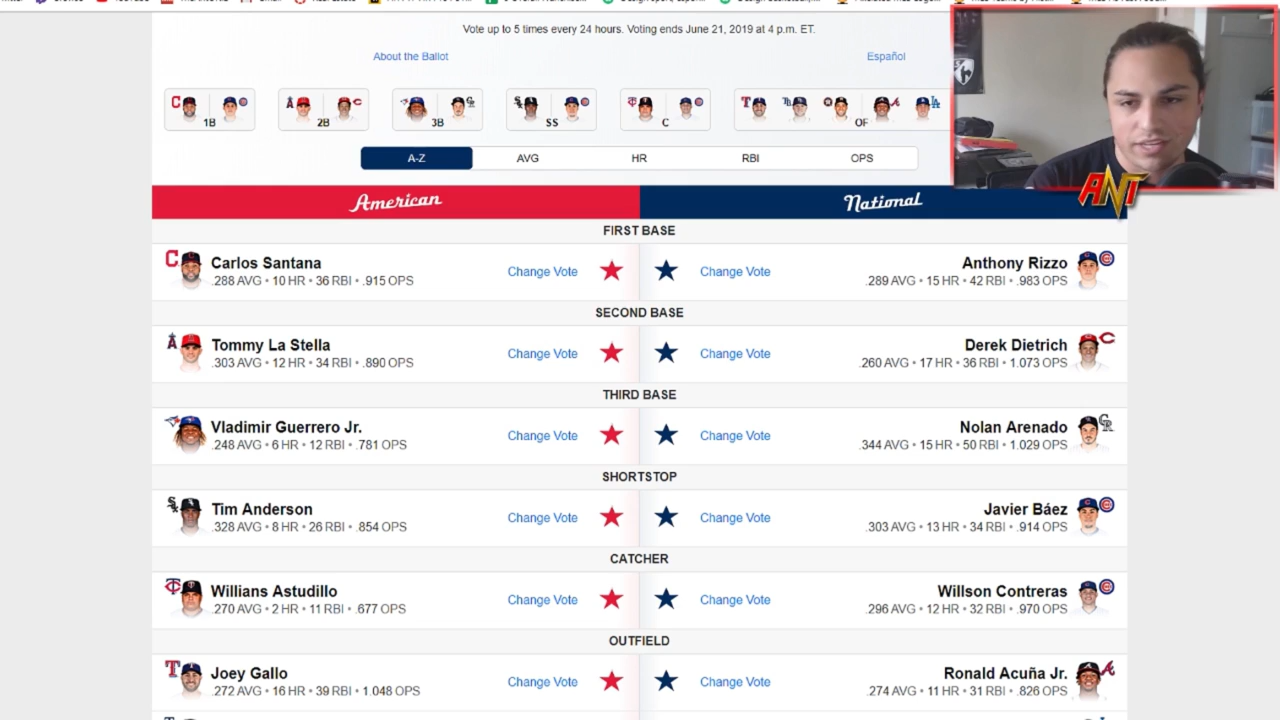 Vote up to 5 times every 24 hours. Voting ends June 21, 2019 at 4 p.m. ET.
About the Ballot
Español
1B
2B
3B
SS
C
OF
A-Z
AVG
HR
RBI
OPS
ANT
American
National
FIRST BASE
Carlos Santana
.288 AVG • 10 HR • 36 RBI • .915 OPS
Change Vote
Change Vote
Anthony Rizzo
.289 AVG • 15 HR • 42 RBI • .983 OPS
SECOND BASE
Tommy La Stella
.303 AVG • 12 HR • 34 RBI • .890 OPS
Change Vote
Change Vote
Derek Dietrich
.260 AVG • 17 HR • 36 RBI • 1.073 OPS
THIRD BASE
Vladimir Guerrero Jr.
.248 AVG • 6 HR • 12 RBI • .781 OPS
Change Vote
Change Vote
Nolan Arenado
.344 AVG • 15 HR • 50 RBI • 1.029 OPS
SHORTSTOP
Tim Anderson
.328 AVG • 8 HR • 26 RBI • .854 OPS
Change Vote
Change Vote
Javier Báez
.303 AVG • 13 HR • 34 RBI • .914 OPS
CATCHER
Willians Astudillo
.270 AVG • 2 HR • 11 RBI • .677 OPS
Change Vote
Change Vote
Willson Contreras
.296 AVG • 12 HR • 32 RBI • .970 OPS
OUTFIELD
Joey Gallo
.272 AVG • 16 HR • 39 RBI • 1.048 OPS
Change Vote
Change Vote
Ronald Acuña Jr.
.274 AVG • 11 HR • 31 RBI • .826 OPS